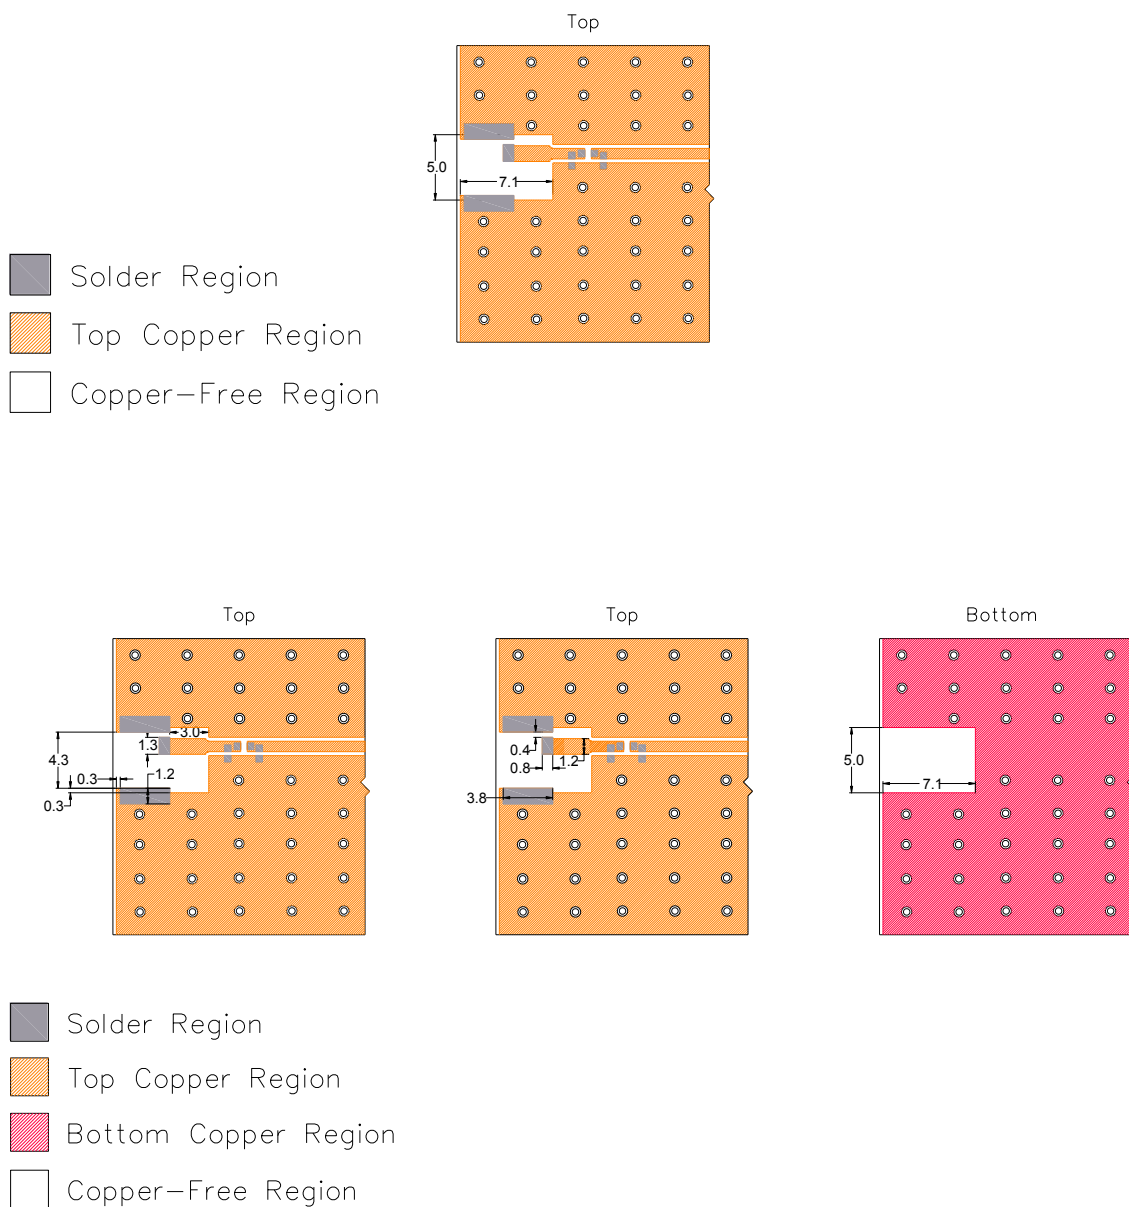 Top
5.0
7.1
Solder Region
Top Copper Region
Copper-Free Region
Top
3.0
1.3
4.3
0.3
1.2
0.3
Top
0.4
0.8
1.2
3.8
Bottom
5.0
7.1
Solder Region
Top Copper Region
Bottom Copper Region
Copper-Free Region